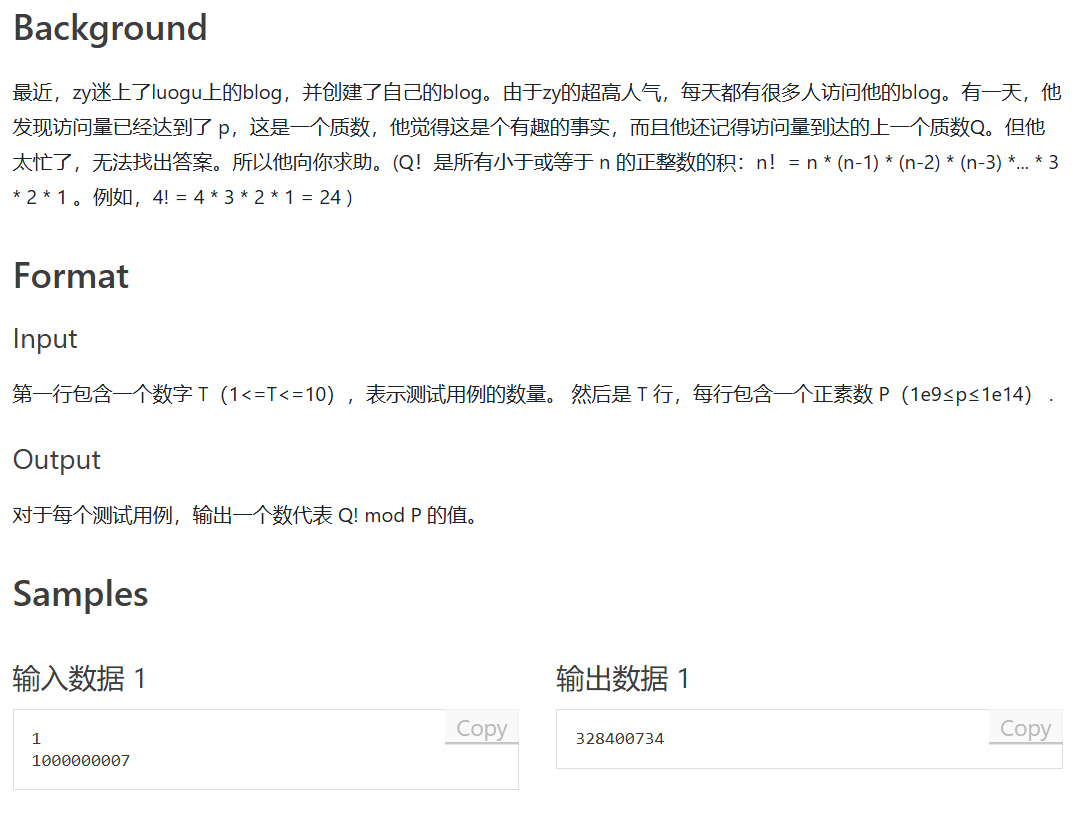 Background
最近，zy迷上了luogu上的blog，并创建了自己的blog。由于zy的超高人气，每天都有很多人访问他的blog。有一天，他
发现访问量已经达到了 p，这是一个质数，他觉得这是个有趣的事实，而且他还记得访问量到达的上一个质数Q。但他
太忙了，无法找出答案。所以他向你求助。(Q！是所有小于或等于 n 的正整数的积：n！= n * (n-1) * (n-2) * (n-3) *... * 3
* 2 * 1 。例如，4! = 4 * 3 * 2 * 1 = 24 )
Format
Input
第一行包含一个数字 T（1<=T<=10），表示测试用例的数量。 然后是 T 行，每行包含一个正素数 P（1e9≤p≤1e14） .
Output
对于每个测试用例，输出一个数代表 Q! mod P 的值。
Samples
输入数据 1
Copy
1
1000000007
输出数据 1
Copy
328400734